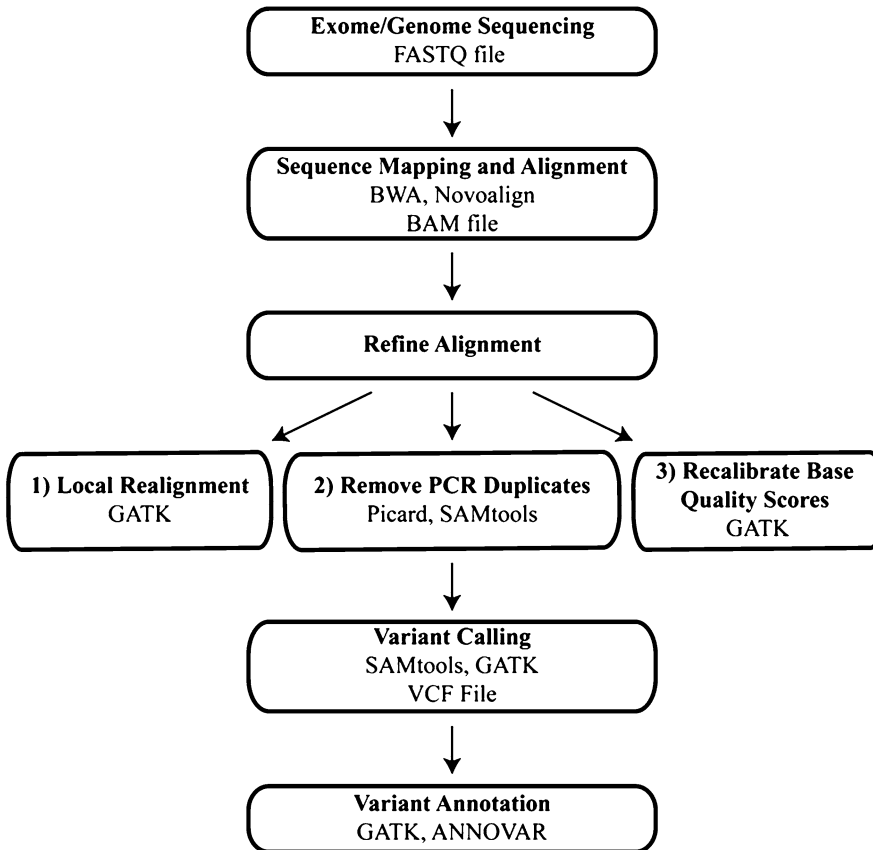 Exome/Genome Sequencing
FASTQ file
Sequence Mapping and Alignment
BWA, Novoalign
BAM file
Refine Alignment
1) Local Realignment
GATK
2) Remove PCR Duplicates
Picard, SAMtools
3) Recalibrate Base
Quality Scores
GATK
Variant Calling
SAMtools, GATK
VCF File
Variant Annotation
GATK, ANNOVAR